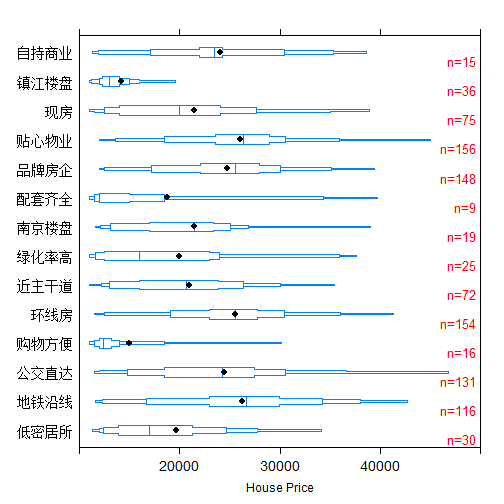 自持商业
n=15
镇江楼盘
n=36
现房
n=75
贴心物业
n=156
品牌房企
n=148
配套齐全
n=9
南京楼盘
n=19
绿化率高
n=25
近主干道
n=72
环线房
n=154
购物方便
n=16
公交直达
n=131
地铁沿线
n=116
低密居所
n=30
20000 30000 40000
House Price